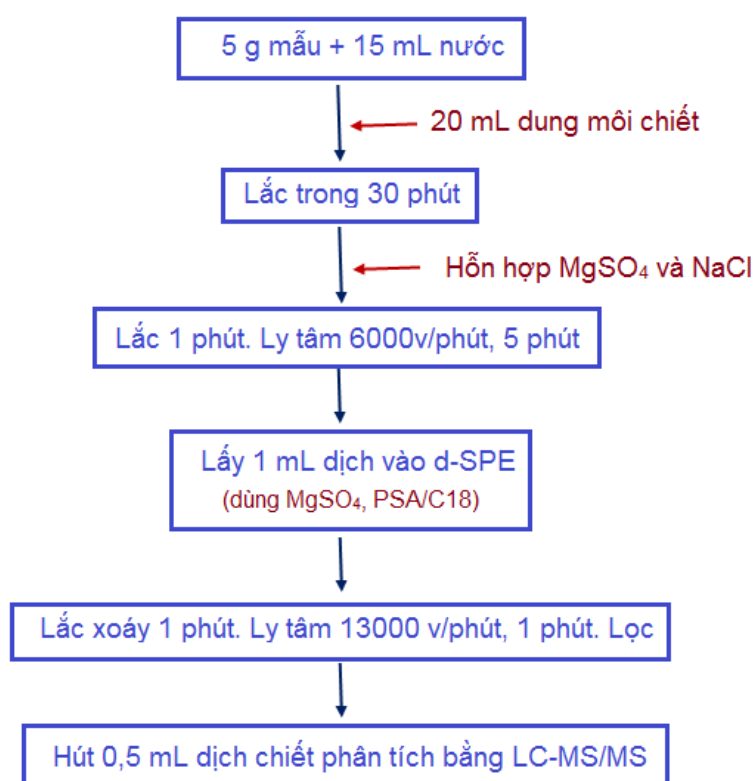 5 g mẫu + 15 mL nước
20 mL dung môi chiết
Lắc trong 30 phút
Hỗn hợp MgSO₄ và NaCl
Lắc 1 phút. Ly tâm 6000v/phút, 5 phút
Lấy 1 mL dịch vào d-SPE
(dùng MgSO₄, PSA/C18)
Lắc xoáy 1 phút. Ly tâm 13000 v/phút, 1 phút. Lọc
Hút 0,5 mL dịch chiết phân tích bằng LC-MS/MS